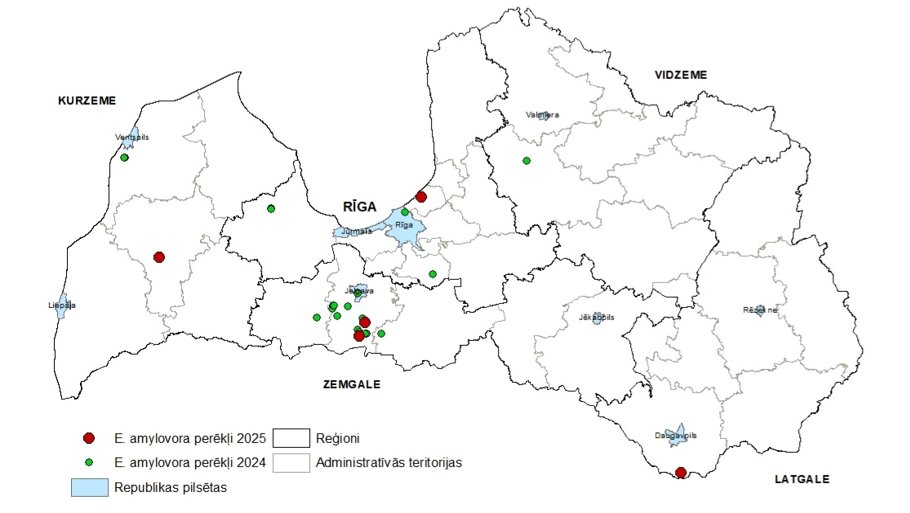 VIDZEME
KURZEME
Valmiera
Ventspils
RĪGA
Rīga
Jūrmala
Jelgava
Liepāja
Jēkabpils
Rēzekne
ZEMGALE
Daugavpils
LATGALE
E. amylovora perēkļi 2025
Reģioni
E. amylovora perēkļi 2024
Administratīvās teritorijas
Republikas pilsētas